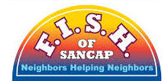 F.I.S.H.
OF
SANCAP
Neighbors Helping Neighbors